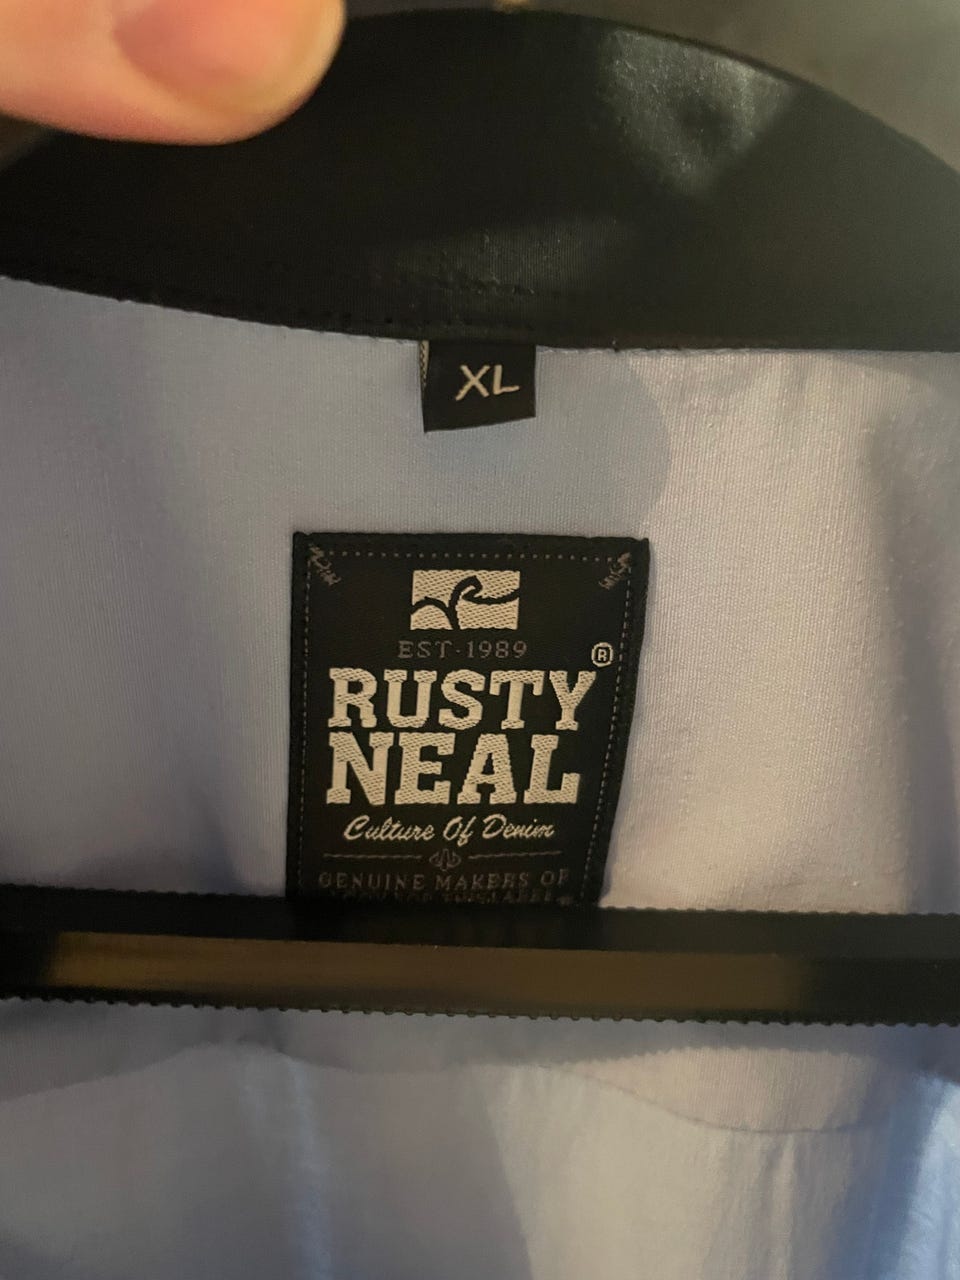 XL
EST·1989
RUSTY®
NEAL
Culture Of Denim
GENUINE MAKERS OF